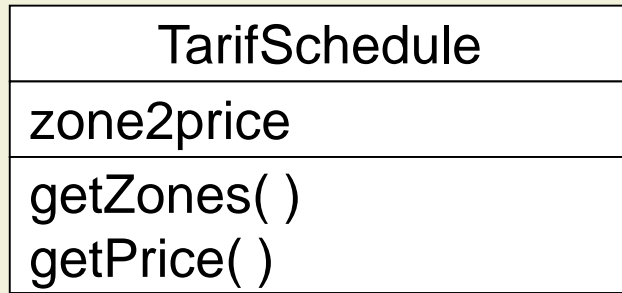 TarifSchedule
zone2price
getZones( )
getPrice( )